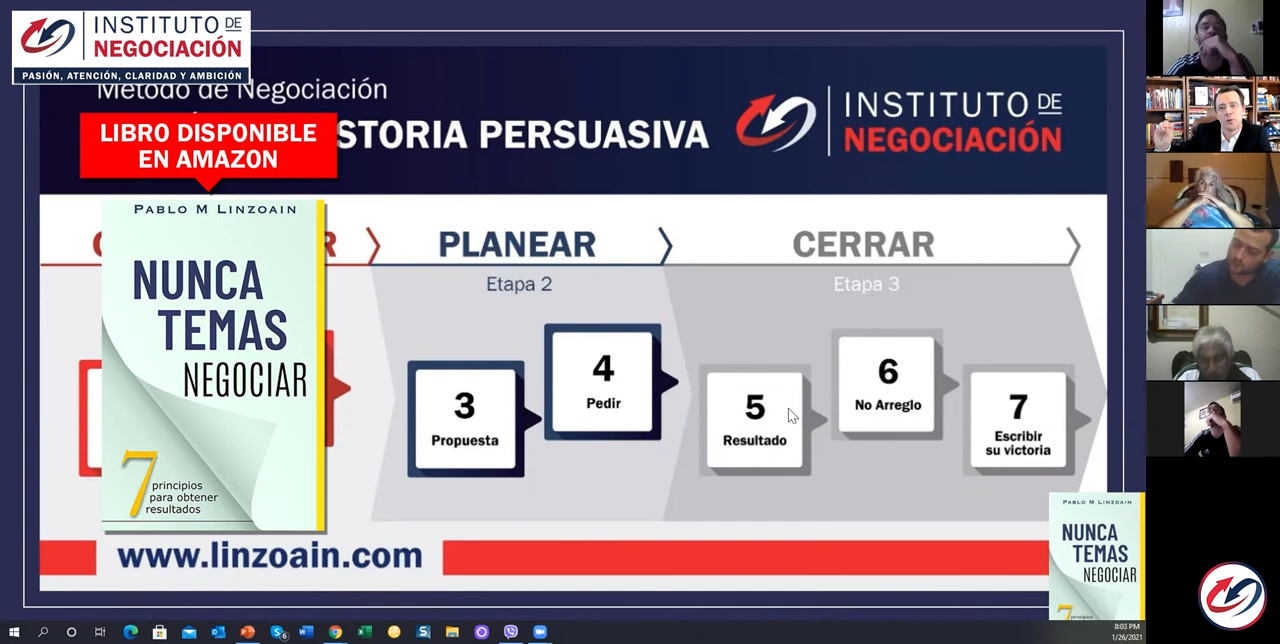 INSTITUTO DE
NEGOCIACIÓN
PASIÓN, ATENCIÓN, CLARIDAD Y AMBICIÓN
Método de Negociación
STORIA PERSUASIVA
INSTITUTO DE
NEGOCIACIÓN
LIBRO DISPONIBLE
EN AMAZON
PABLO M LINZOAIN
NUNCA
TEMAS
NEGOCIAR
7 principios
para obtener
resultados
C
R
PLANEAR
Etapa 2
CERRAR
Etapa 3
3
Propuesta
4
Pedir
5
Resultado
6
No Arreglo
7
Escribir
su victoria
www.linzoain.com
PABLO M LINZOAIN
NUNCA
TEMAS
NEGOCIAR
7 principios
8:03 PM
1/26/2021